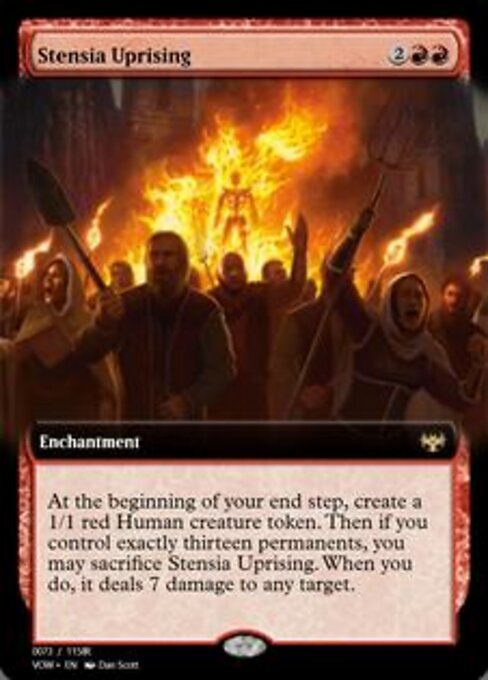 Stensia Uprising 2
Enchantment
At the beginning of your end step, create a
1/1 red Human creature token. Then if you
control exactly thirteen permanents, you
may sacrifice Stensia Uprising. When you
do, it deals 7 damage to any target.
VOW • EN Dan Scott